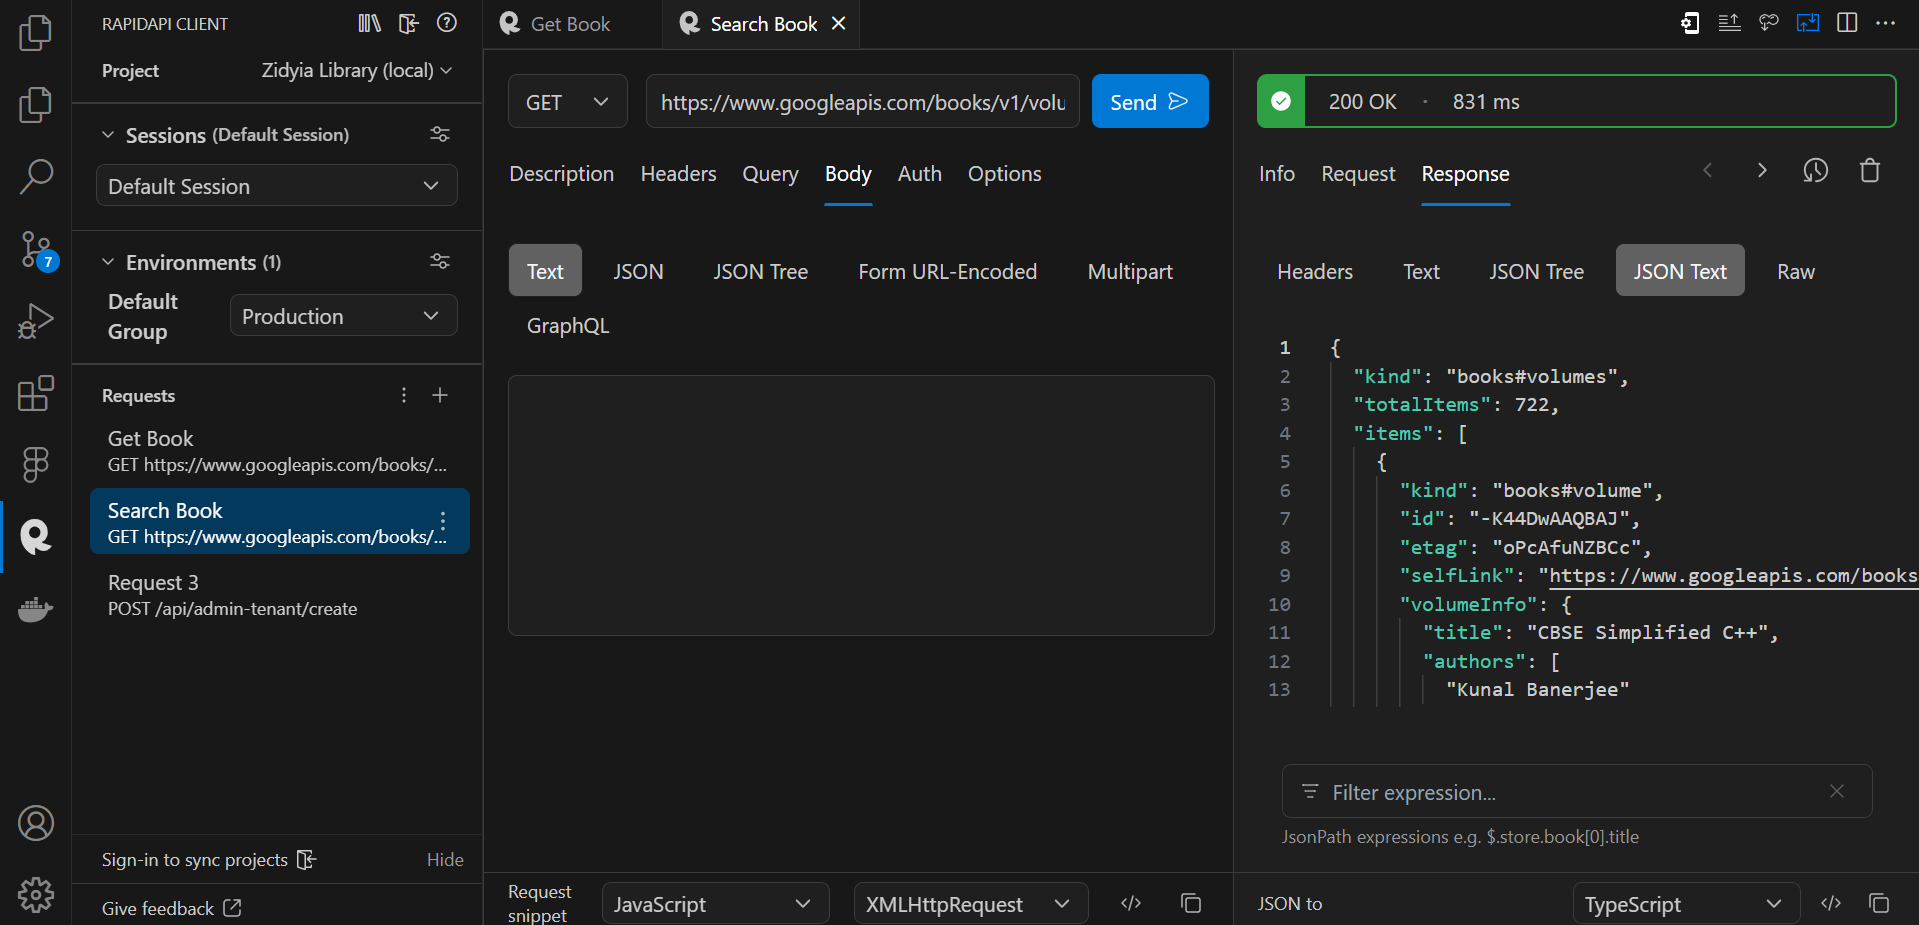 RAPIDAPI CLIENT
Project
Zidyia Library (local)
Sessions (Default Session)
Default Session
Environments (1)
Default
Group
Production
Requests
Get Book
GET https://www.googleapis.com/books/...
Search Book
GET https://www.googleapis.com/books/...
Request 3
POST /api/admin-tenant/create
7
Sign-in to sync projects
Hide
Give feedback
Get Book
Search Book
GET
https://www.googleapis.com/books/v1/volu
Send
Description
Headers
Query
Body
Auth
Options
Text
JSON
JSON Tree
Form URL-Encoded
Multipart
GraphQL
Request
snippet
JavaScript
XMLHttpRequest
200 OK · 831 ms
Info
Request
Response
Headers
Text
JSON Tree
JSON Text
Raw
1 {
2 "kind": "books#volumes",
3 "totalItems": 722,
4 "items": [
5 {
6 "kind": "books#volume",
7 "id": "-K44DwAAQBAJ",
8 "etag": "oPcAfuNZBCc",
9 "selfLink": "https://www.googleapis.com/books
10 "volumeInfo": {
11 "title": "CBSE Simplified C++",
12 "authors": [
13 "Kunal Banerjee"
Filter expression...
JsonPath expressions e.g. $.store.book[0].title
JSON to
TypeScript